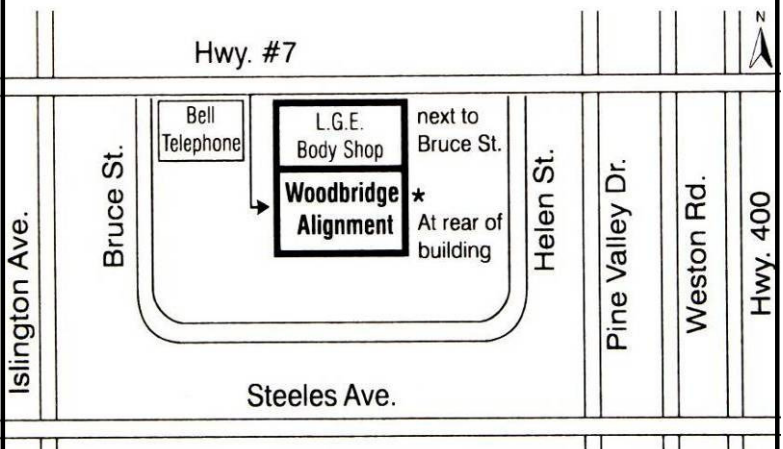 N
Hwy. #7
Bell
Telephone
L.G.E.
Body Shop
next to
Bruce St.
Woodbridge
Alignment
*
At rear of
building
Islington Ave.
Bruce St.
Helen St.
Pine Valley Dr.
Weston Rd.
Hwy. 400
Steeles Ave.